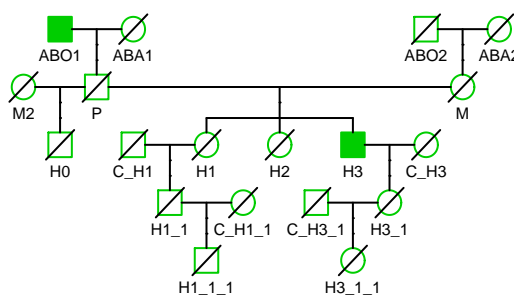 ABO1 ABA1 ABO2 ABA2
M2 P M
H0 C_H1 H1 H2 H3 C_H3
H1_1 C_H1_1 C_H3_1 H3_1
H1_1_1 H3_1_1